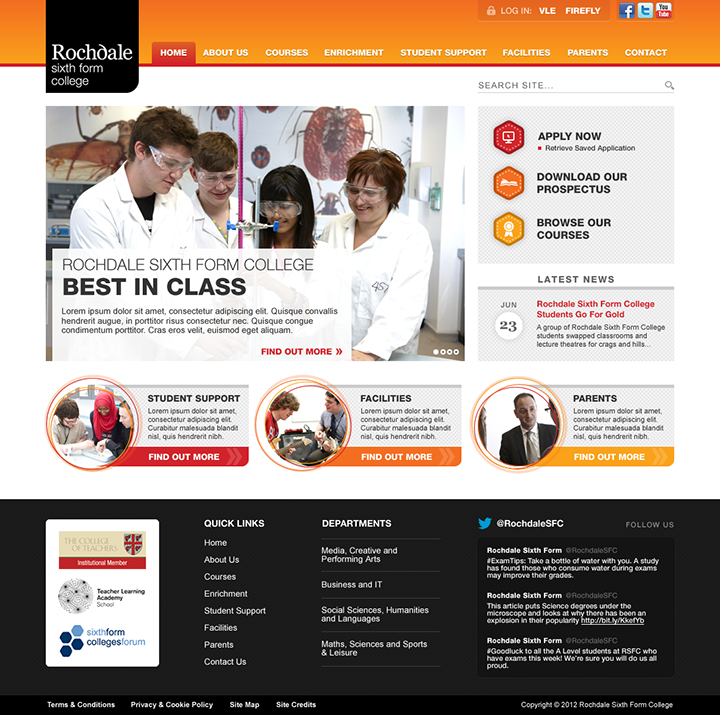 LOG IN: VLE FIREFLY
You
Tube
Rochdale
sixth form
college
HOME ABOUT US COURSES ENRICHMENT STUDENT SUPPORT FACILITIES PARENTS CONTACT
SEARCH SITE...
ROCHDALE SIXTH FORM COLLEGE
BEST IN CLASS
Lorem ipsum dolor sit amet, consectetur adipiscing elit. Quisque convallis
hendrerit augue, in porttitor risus consectetur nec. Quisque congue
condimentum porttitor. Cras eros velit, euismod eget aliquam.
FIND OUT MORE »
APPLY NOW
Retrieve Saved Application
DOWNLOAD OUR
PROSPECTUS
BROWSE OUR
COURSES
LATEST NEWS
JUN
23
Rochdale Sixth Form College
Students Go For Gold
A group of Rochdale Sixth Form College
students swapped classrooms and
lecture theatres for crags and hills...
STUDENT SUPPORT
Lorem ipsum dolor sit amet,
consectetur adipiscing elit.
Curabitur malesuada blandit
nisl, quis hendrerit nibh.
FIND OUT MORE
FACILITIES
Lorem ipsum dolor sit amet,
consectetur adipiscing elit.
Curabitur malesuada blandit
nisl, quis hendrerit nibh.
FIND OUT MORE
PARENTS
Lorem ipsum dolor sit amet,
consectetur adipiscing elit.
Curabitur malesuada blandit
nisl, quis hendrerit nibh.
FIND OUT MORE
THE COLLEGE
OF TEACHERS
Institutional Member
Teacher Learning
Academy
School
sixthform
collegesforum
QUICK LINKS
Home
About Us
Courses
Enrichment
Student Support
Facilities
Parents
Contact Us
DEPARTMENTS
Media, Creative and
Performing Arts
Business and IT
Social Sciences, Humanities
and Languages
Maths, Sciences and Sports
& Leisure
@RochdaleSFC FOLLOW US
Rochdale Sixth Form @RochdaleSFC
#ExamTips: Take a bottle of water with you. A study
has found those who consume water during exams
may improve their grades.
Rochdale Sixth Form @RochdaleSFC
This article puts Science degrees under the
microscope and looks at why there has been an
explosion in their popularity http://bit.ly/KkefYb
Rochdale Sixth Form @RochdaleSFC
#Goodluck to all the A Level students at RSFC who
have exams this week! We're sure you will do us all
proud.
Terms & Conditions Privacy & Cookie Policy Site Map Site Credits
Copyright © 2012 Rochdale Sixth Form College